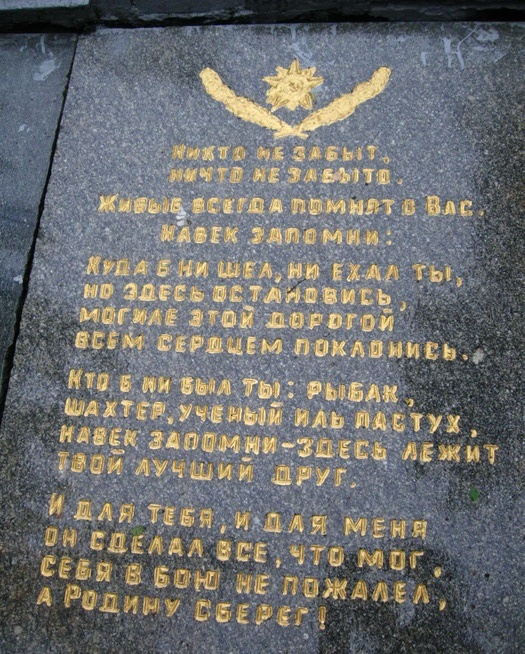 Никто не забыт,
ничто не забыто.
Живые всегда помнят о Вас.
Навек запомни:
Куда б ни шел, ни ехал ты,
но здесь остановись,
могиле этой дорогой
всем сердцем поклонись.
Кто б ни был ты: рыбак,
шахтер, ученый иль пастух,
навек запомни-здесь лежит
твой лучший друг.
И для тебя, и для меня
он сделал все, что мог,
себя в бою не пожалел,
а Родину сберег!